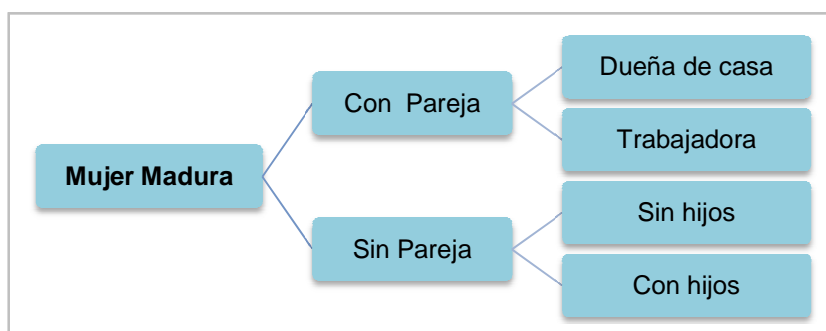 Mujer Madura
Con Pareja
Dueña de casa
Trabajadora
Sin Pareja
Sin hijos
Con hijos